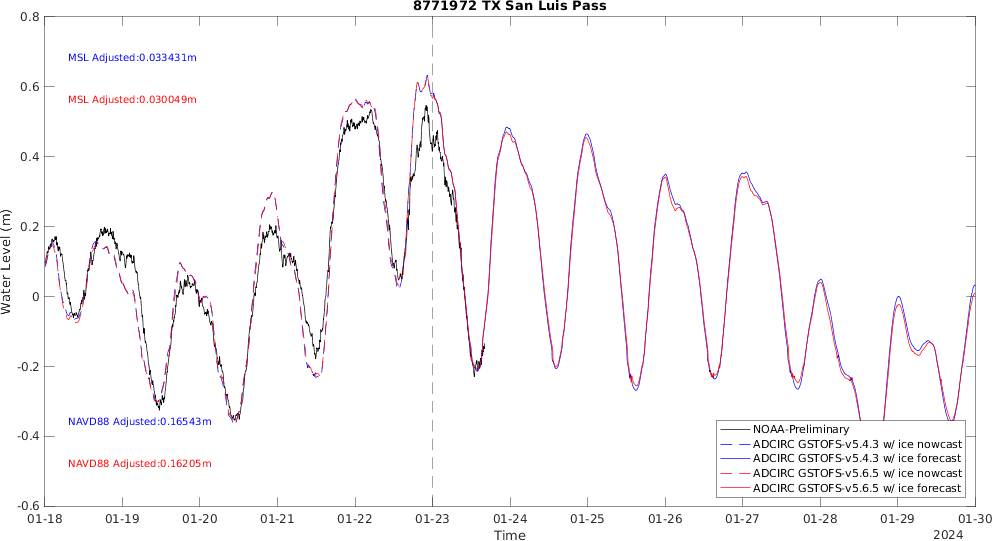 8771972 TX San Luis Pass
0.8
0.6
0.4
0.2
0
-0.2
-0.4
-0.6
Water Level (m)
MSL Adjusted:0.033431m
MSL Adjusted:0.030049m
NAVD88 Adjusted:0.16543m
NAVD88 Adjusted:0.16205m
NOAA-Preliminary
ADCIRC GSTOFS-v5.4.3 w/ ice nowcast
ADCIRC GSTOFS-v5.4.3 w/ ice forecast
ADCIRC GSTOFS-v5.6.5 w/ ice nowcast
ADCIRC GSTOFS-v5.6.5 w/ ice forecast
01-18 01-19 01-20 01-21 01-22 01-23 01-24 01-25 01-26 01-27 01-28 01-29 01-30
Time
2024